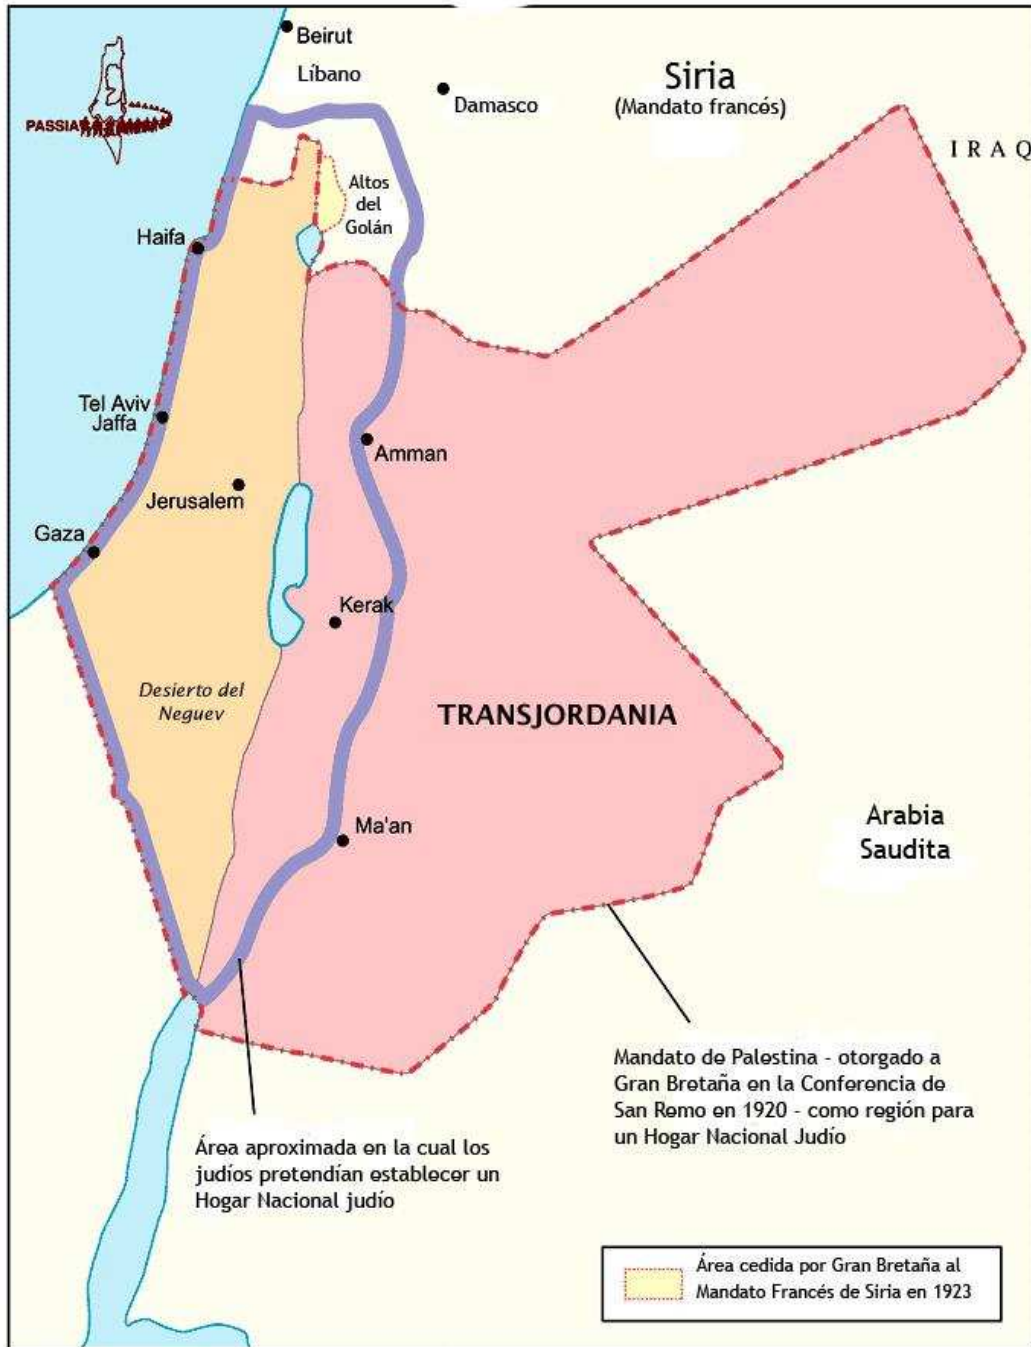 Beirut
Líbano
Siria
(Mandato francés)
Damasco
PASSIA
IRAQ
Altos
del
Golán
Haifa
Tel Aviv
Jaffa
Amman
Jerusalem
Gaza
Kerak
Desierto del
Neguev
TRANSJORDANIA
Ma'an
Arabia
Saudita
Mandato de Palestina - otorgado a
Gran Bretaña en la Conferencia de
San Remo en 1920 - como región para
un Hogar Nacional Judío
Área aproximada en la cual los
judíos pretendían establecer un
Hogar Nacional judío
Área cedida por Gran Bretaña al
Mandato Francés de Siria en 1923